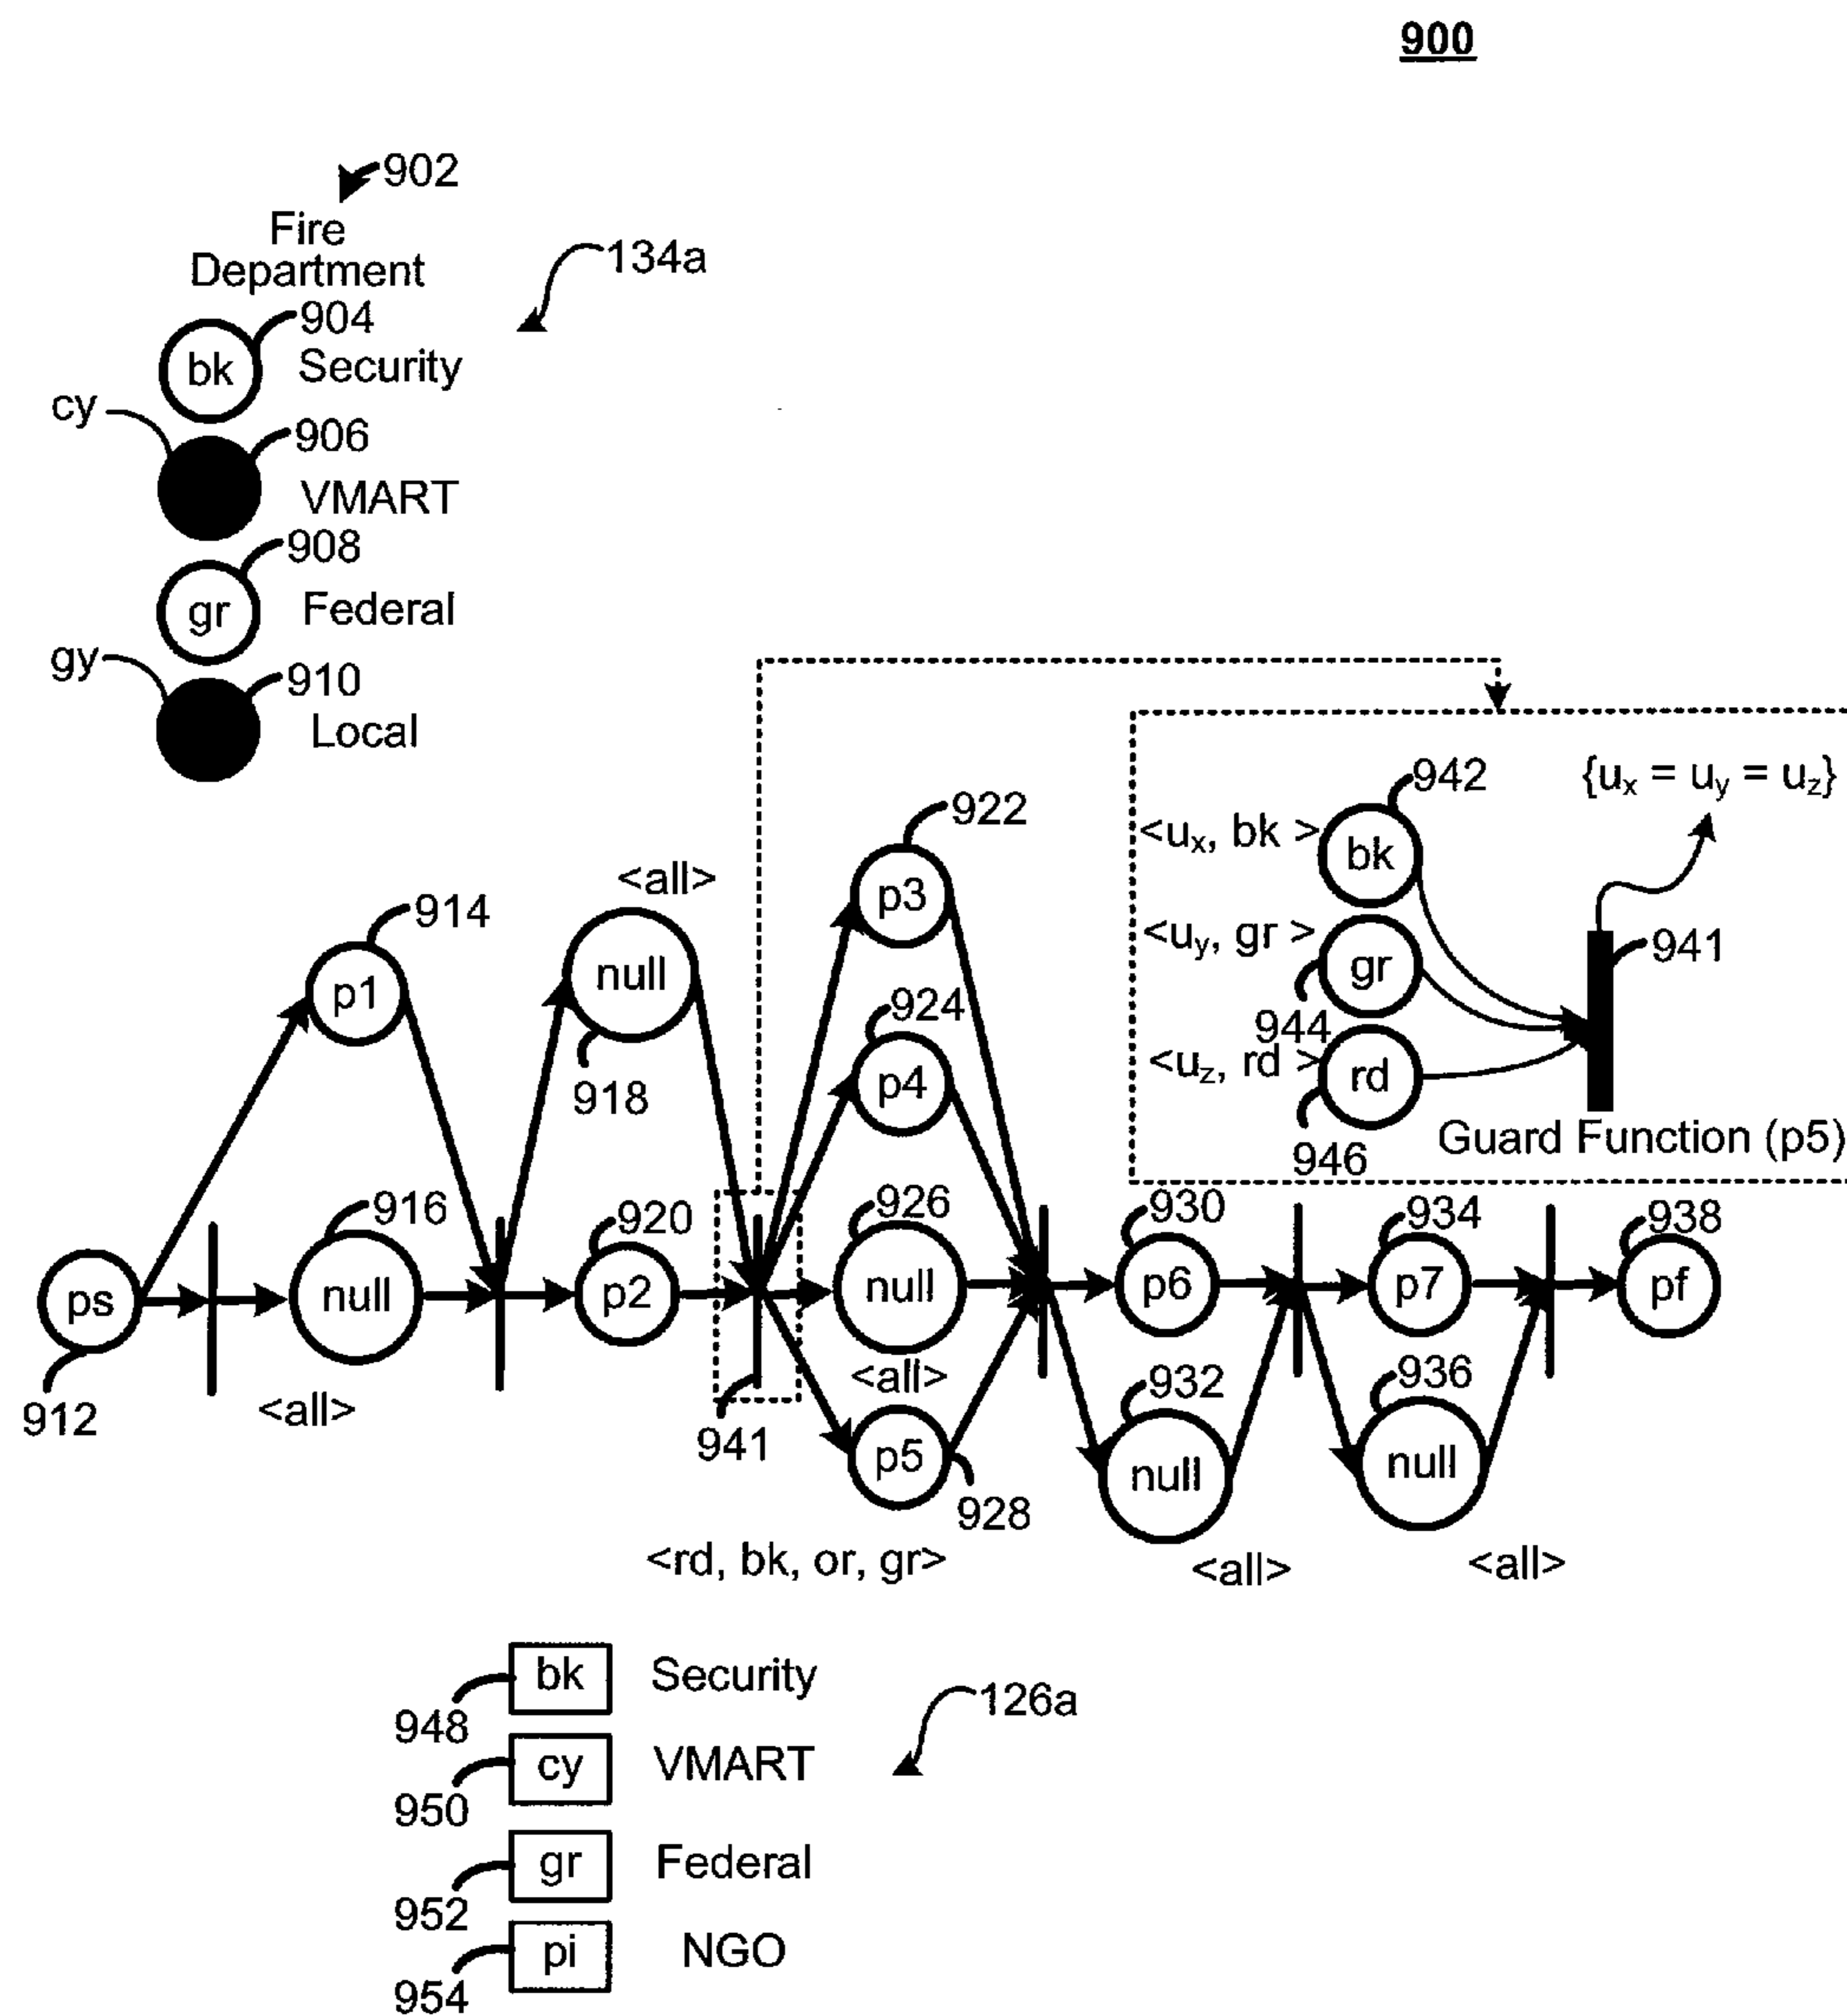 900
902
Fire
Department
134a
904
bk
Security
cy
906
VMART
908
gr
Federal
gy
910
Local
942
{ux = uy = uz}
<ux, bk >
bk
922
p3
<all>
914
<uy, gr >
gr
941
null
p1
924
944
<uz, rd >
rd
p4
918
Guard Function (p5)
946
916
920
926
930
934
938
ps
null
p2
null
p6
p7
pf
<all>
932
936
912
<all>
941
p5
null
null
928
<rd, bk, or, gr>
<all>
<all>
bk
Security
948
126a
cy
VMART
950
gr
Federal
952
pi
NGO
954